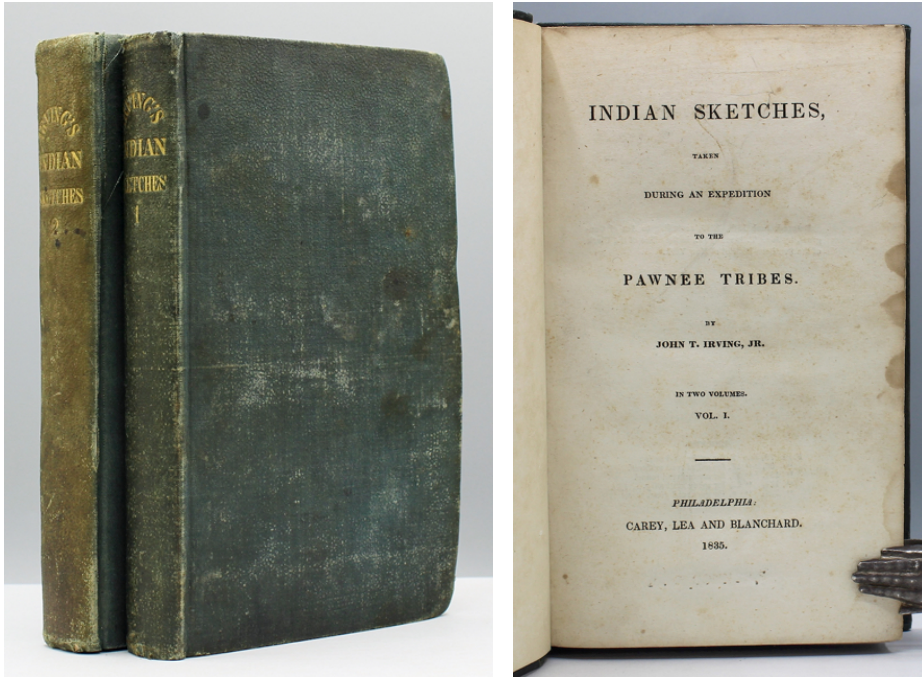 INDIAN
SKETCHES
2
IRVING'S
INDIAN
SKETCHES
1
INDIAN SKETCHES,
TAKEN
DURING AN EXPEDITION
TO THE
PAWNEE TRIBES.
BY
JOHN T. IRVING, JR.
IN TWO VOLUMES.
VOL. I.
PHILADELPHIA:
CAREY, LEA AND BLANCHARD.
1835.